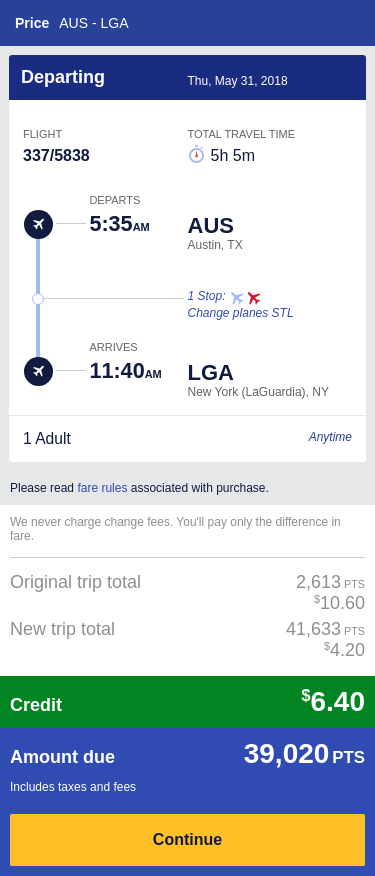 Price AUS - LGA
Departing Thu, May 31, 2018
FLIGHT TOTAL TRAVEL TIME
337/5838 5h 5m
DEPARTS
5:35AM AUS
Austin, TX
1 Stop:
Change planes STL
ARRIVES
11:40AM LGA
New York (LaGuardia), NY
1 Adult Anytime
Please read fare rules associated with purchase.
We never charge change fees. You'll pay only the difference in
fare.
Original trip total 2,613 PTS
$10.60
New trip total 41,633 PTS
$4.20
Credit $6.40
Amount due 39,020 PTS
Includes taxes and fees
Continue